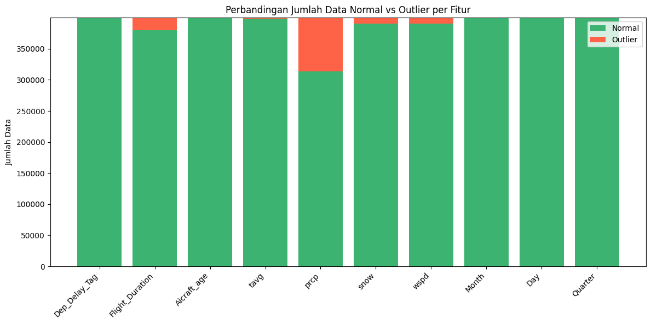 Perbandingan Jumlah Data Normal vs Outlier per Fitur
Normal
Outlier
Jumlah Data
350000
300000
250000
200000
150000
100000
50000
0
Dep_Delay_Tag
Flight_Duration
Aicraft_age
tavg
prcp
snow
wspd
Month
Day
Quarter